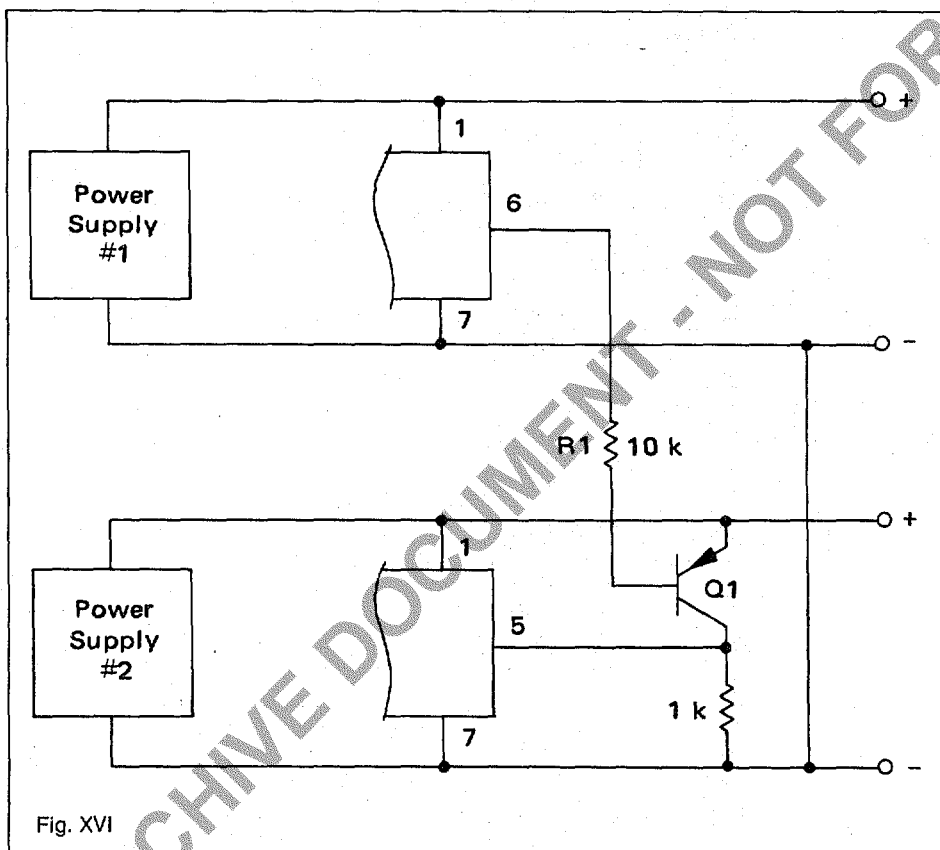 +
1
Power
Supply
#1
6
7
-
R1 10 k
+
1
Power
Supply
#2
5
Q1
1 k
7
-
Fig. XVI
CHIVE DOCUMENT - NOT FOR